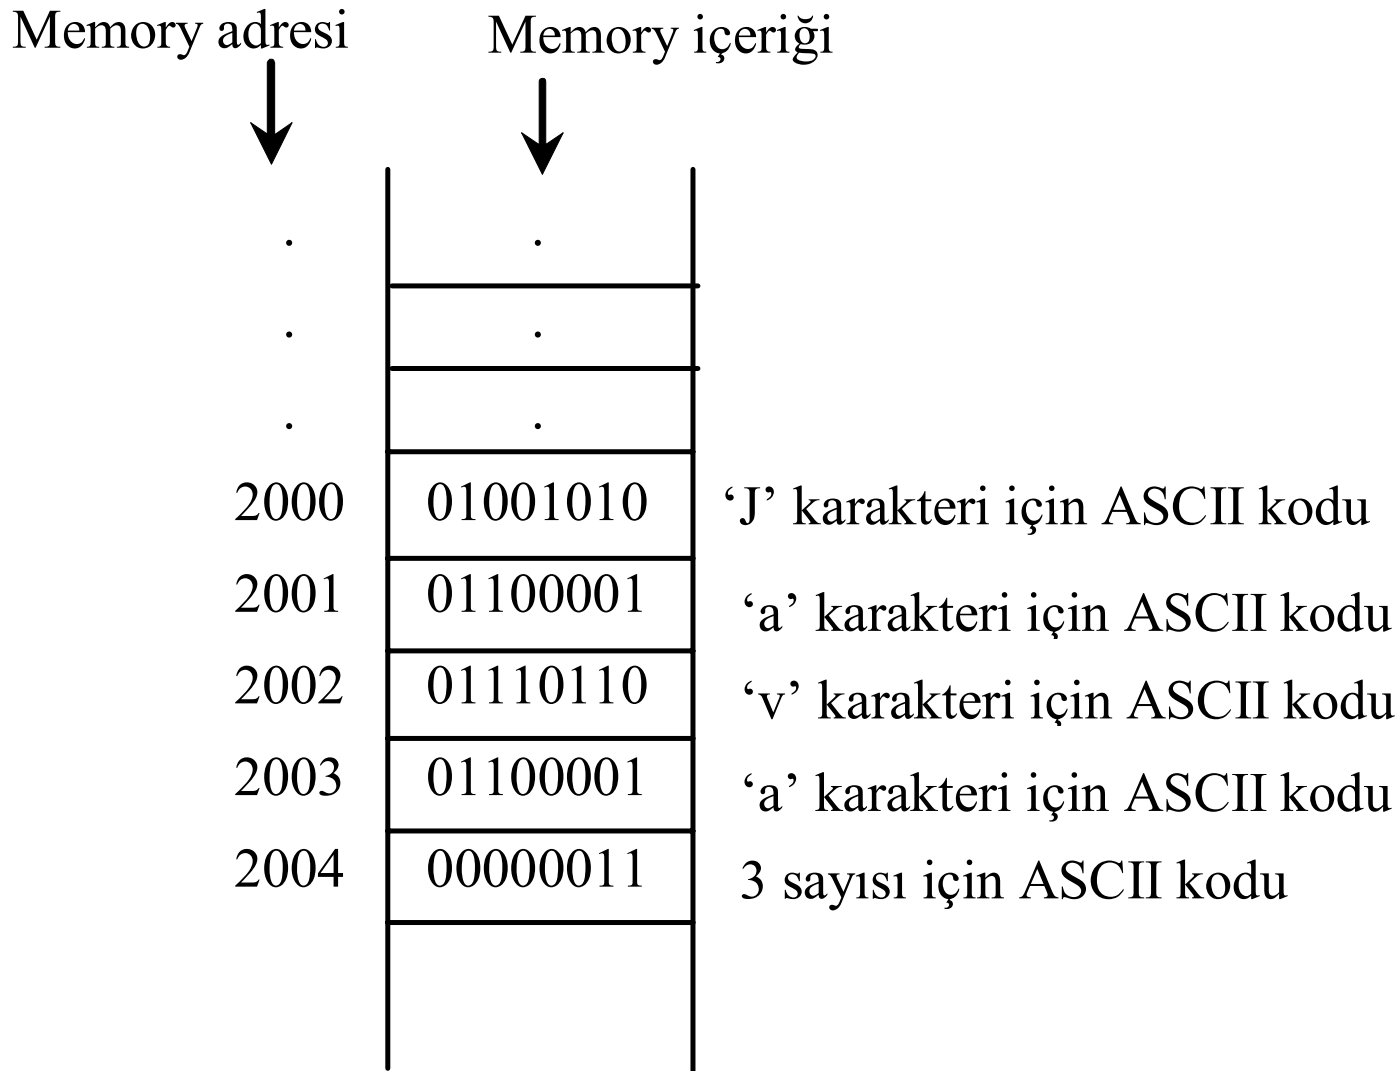 Memory adresi Memory içeriği
. .
. .
. .
2000 01001010 ‘J’ karakteri için ASCII kodu
2001 01100001 ‘a’ karakteri için ASCII kodu
2002 01110110 ‘v’ karakteri için ASCII kodu
2003 01100001 ‘a’ karakteri için ASCII kodu
2004 00000011 3 sayısı için ASCII kodu